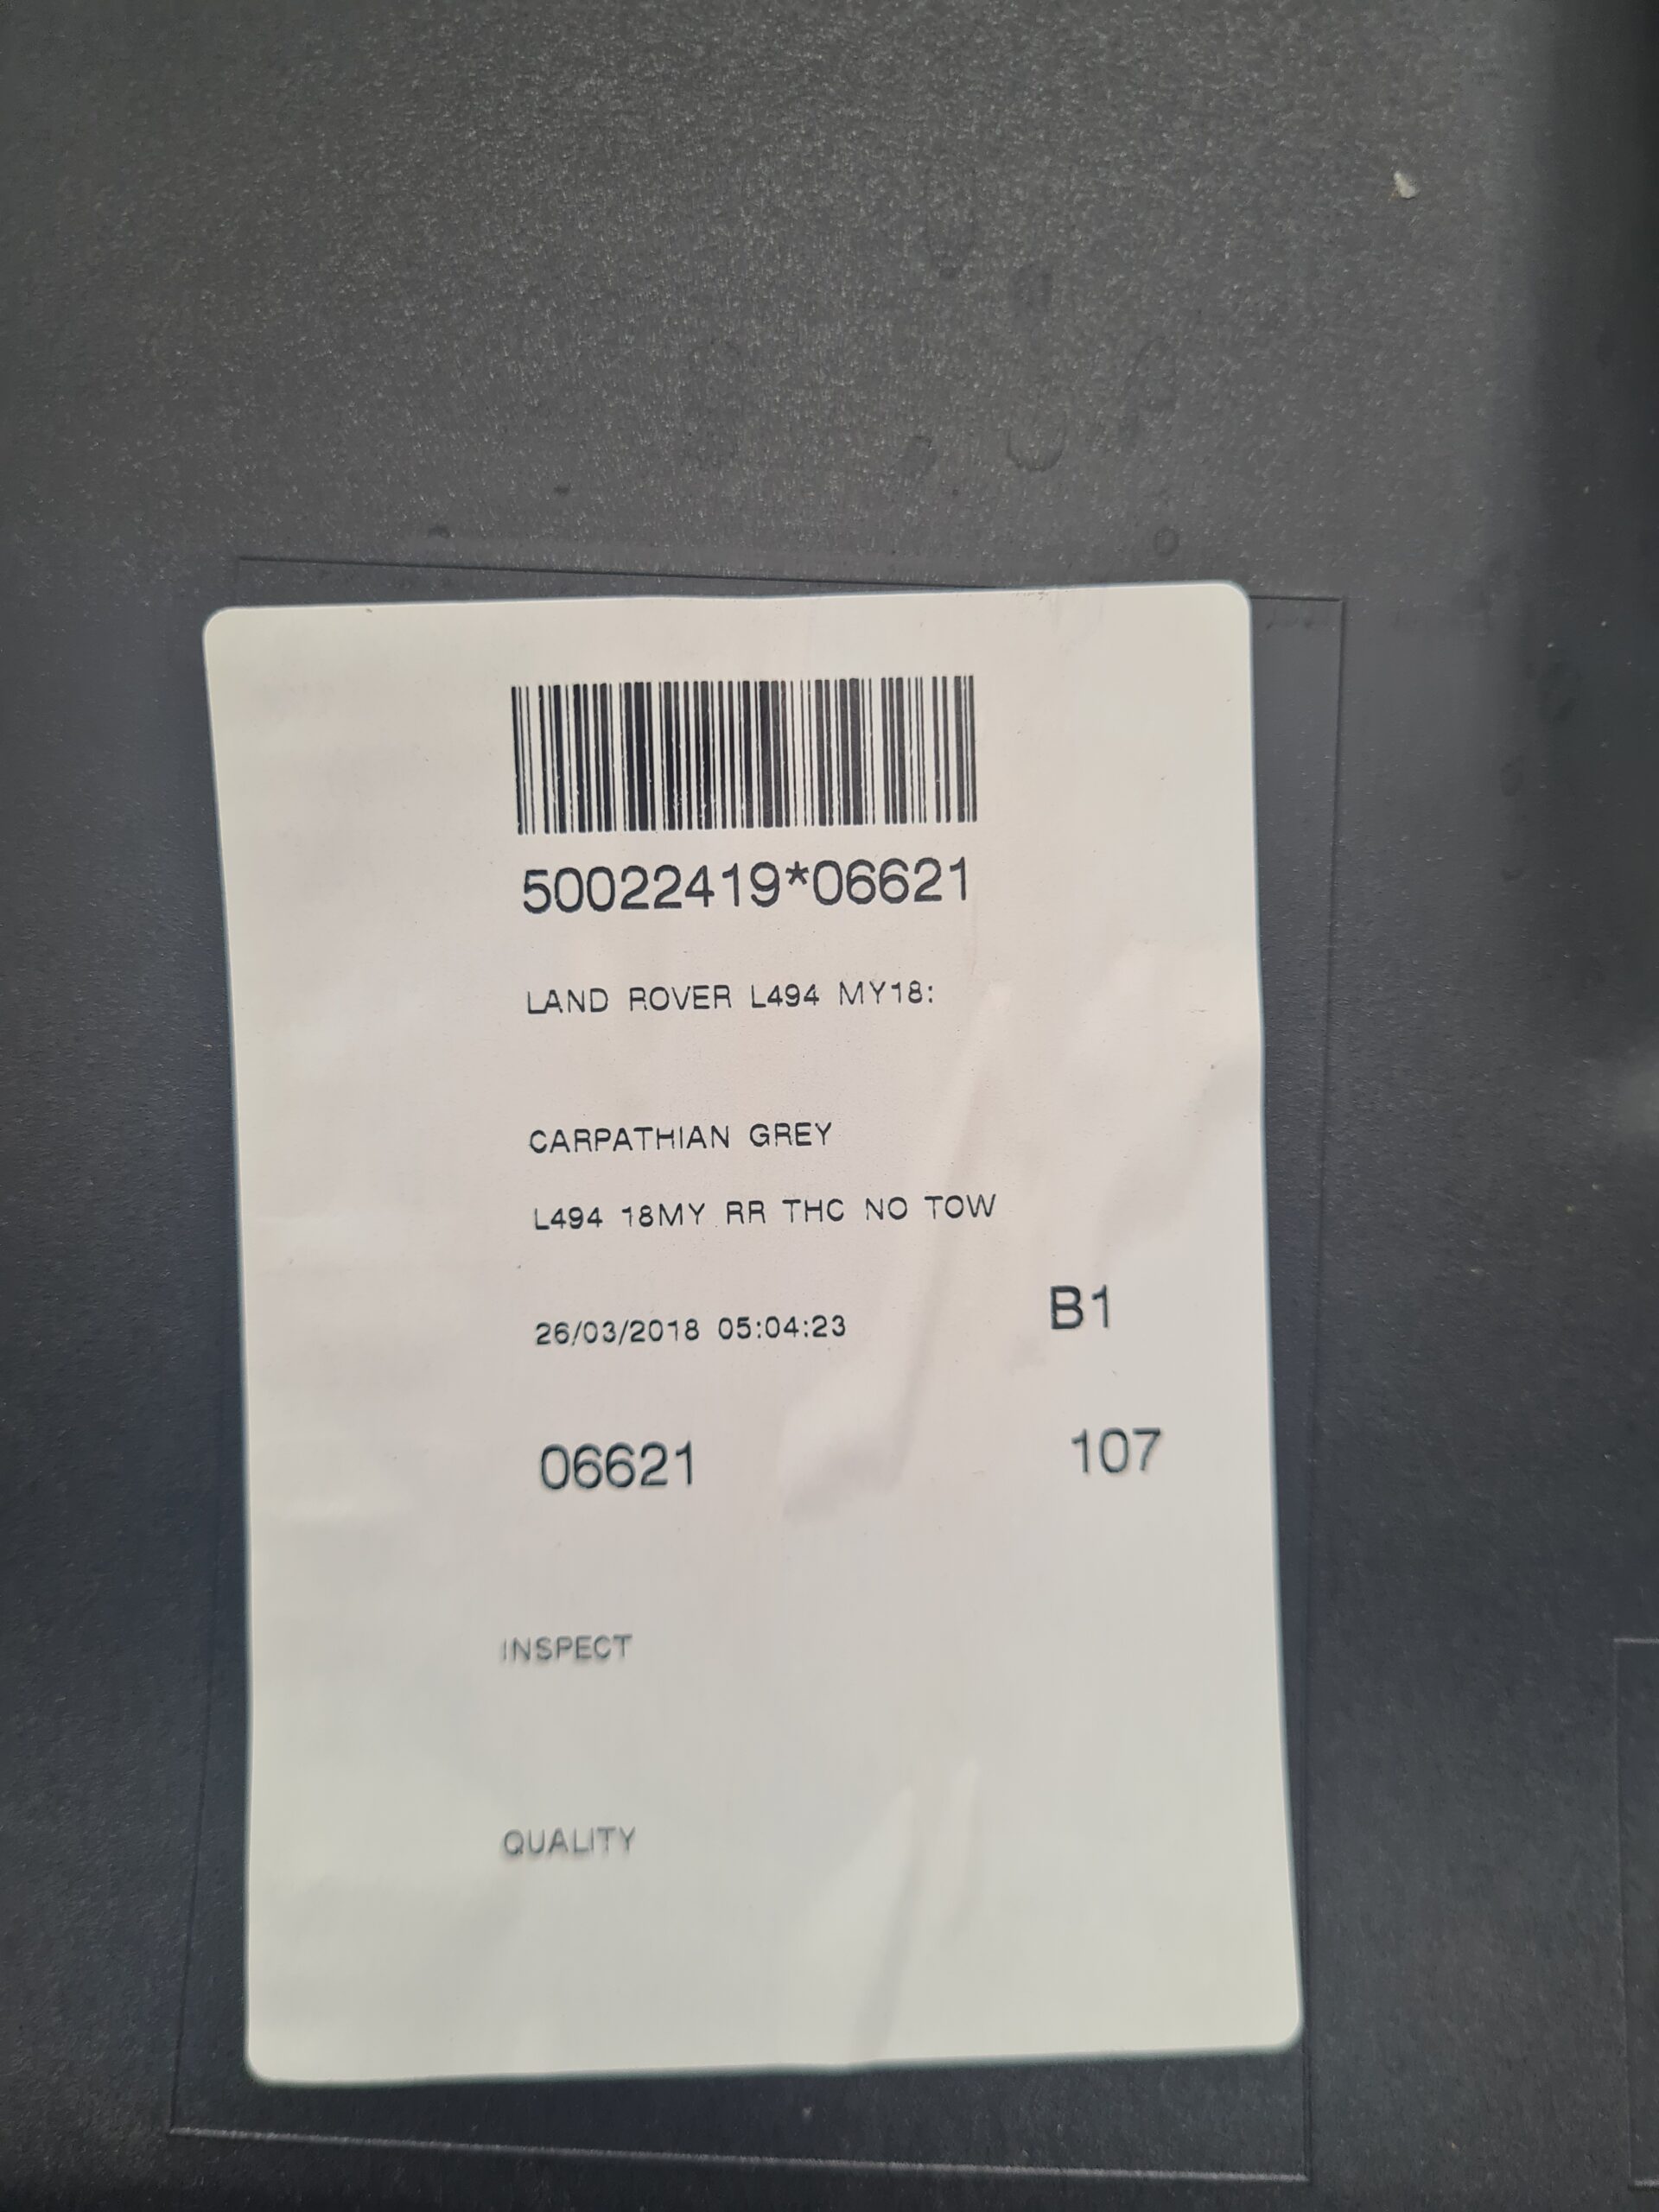 50022419*06621
LAND ROVER L494 MY18:
CARPATHIAN GREY
L494 18MY RR THC NO TOW
26/03/2018 05:04:23
B1
06621
107
INSPECT
QUALITY